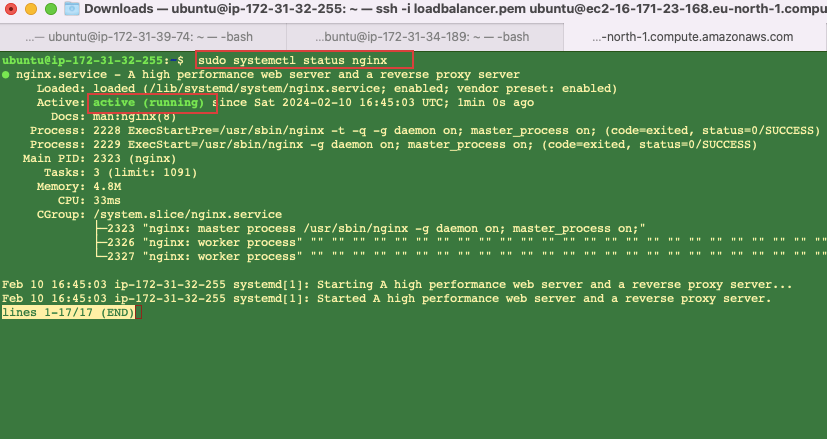 Downloads — ubuntu@ip-172-31-32-255: ~ — ssh -i loadbalancer.pem ubuntu@ec2-16-171-23-168.eu-north-1.compu
...— ubuntu@ip-172-31-39-74: ~ — -bash
...buntu@ip-172-31-34-189: ~ — -bash
...-north-1.compute.amazonaws.com
ubuntu@ip-172-31-32-255:~$ sudo systemctl status nginx
● nginx.service - A high performance web server and a reverse proxy server
Loaded: loaded (/lib/systemd/system/nginx.service; enabled; vendor preset: enabled)
Active: active (running) since Sat 2024-02-10 16:45:03 UTC; 1min 0s ago
Docs: man:nginx(8)
Process: 2228 ExecStartPre=/usr/sbin/nginx -t -q -g daemon on; master_process on; (code=exited, status=0/SUCCESS)
Process: 2229 ExecStart=/usr/sbin/nginx -g daemon on; master_process on; (code=exited, status=0/SUCCESS)
Main PID: 2323 (nginx)
Tasks: 3 (limit: 1091)
Memory: 4.8M
CPU: 33ms
CGroup: /system.slice/nginx.service
├─2323 "nginx: master process /usr/sbin/nginx -g daemon on; master_process on;"
├─2326 "nginx: worker process" "" "" "" "" "" "" "" "" "" "" "" "" "" "" "" "" "" "" "" "" "" "" ""
└─2327 "nginx: worker process" "" "" "" "" "" "" "" "" "" "" "" "" "" "" "" "" "" "" "" "" "" "" ""
Feb 10 16:45:03 ip-172-31-32-255 systemd[1]: Starting A high performance web server and a reverse proxy server...
Feb 10 16:45:03 ip-172-31-32-255 systemd[1]: Started A high performance web server and a reverse proxy server.
lines 1-17/17 (END)